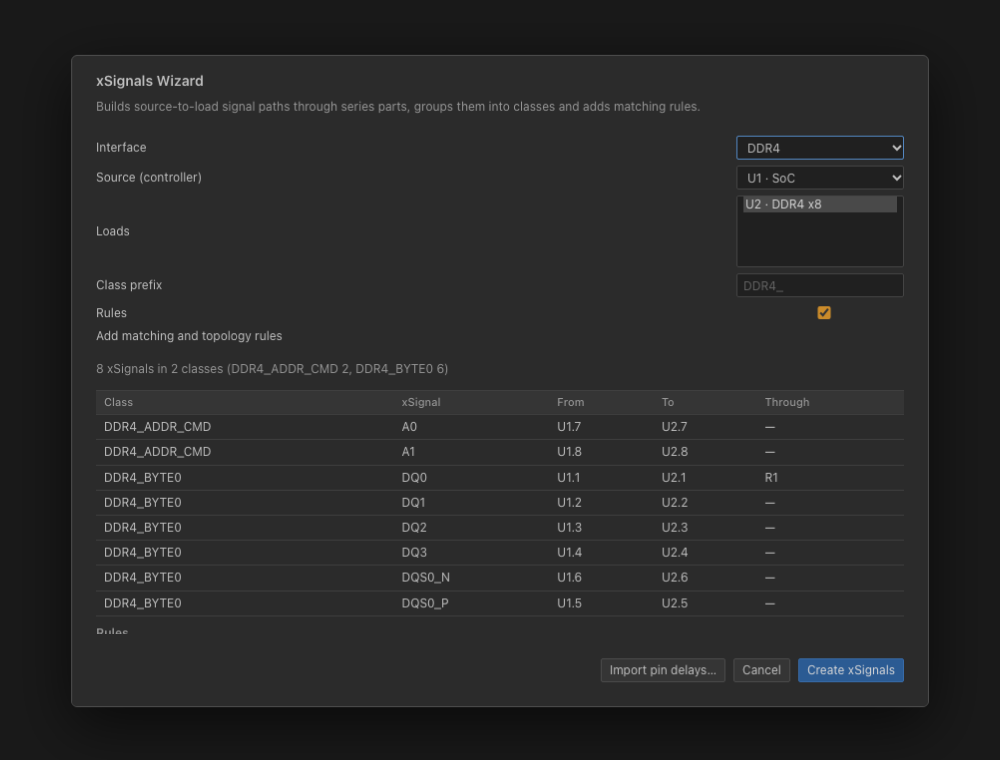 xSignals Wizard
Builds source-to-load signal paths through series parts, groups them into classes and adds matching rules.
Interface DDR4
Source (controller) U1 · SoC
Loads U2 · DDR4 x8
Class prefix DDR4_
Rules
Add matching and topology rules
8 xSignals in 2 classes (DDR4_ADDR_CMD 2, DDR4_BYTE0 6)
Class xSignal From To Through
DDR4_ADDR_CMD A0 U1.7 U2.7 —
DDR4_ADDR_CMD A1 U1.8 U2.8 —
DDR4_BYTE0 DQ0 U1.1 U2.1 R1
DDR4_BYTE0 DQ1 U1.2 U2.2 —
DDR4_BYTE0 DQ2 U1.3 U2.3 —
DDR4_BYTE0 DQ3 U1.4 U2.4 —
DDR4_BYTE0 DQS0_N U1.6 U2.6 —
DDR4_BYTE0 DQS0_P U1.5 U2.5 —
Rules
Import pin delays... Cancel Create xSignals